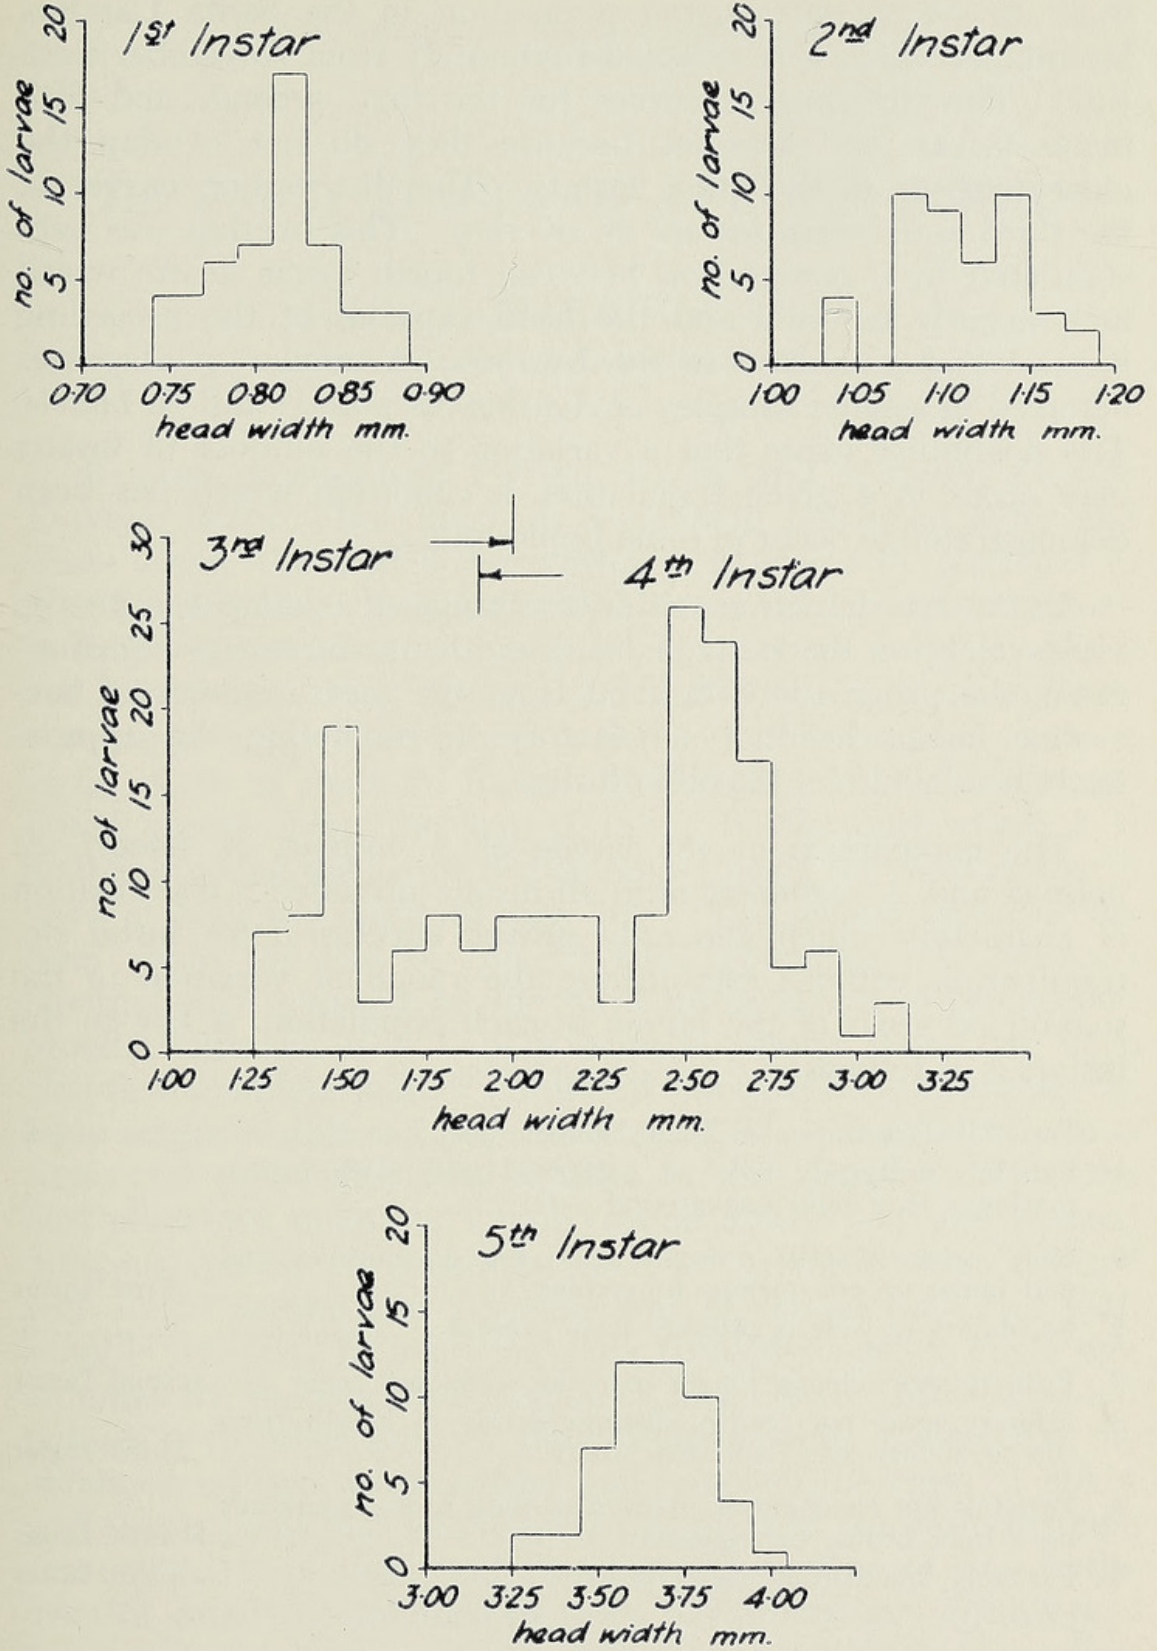 1st Instar
no. of larvae
20
15
10
5
0
0·70 0·75 0·80 0·85 0·90
head width mm.
2nd Instar
no. of larvae
20
15
10
5
0
1·00 1·05 1·10 1·15 1·20
head width mm.
3rd Instar
4th Instar
no. of larvae
30
25
20
15
10
5
0
1·00 1·25 1·50 1·75 2·00 2·25 2·50 2·75 3·00 3·25
head width mm.
5th Instar
no. of larvae
20
15
10
5
0
3·00 3·25 3·50 3·75 4·00
head width mm.